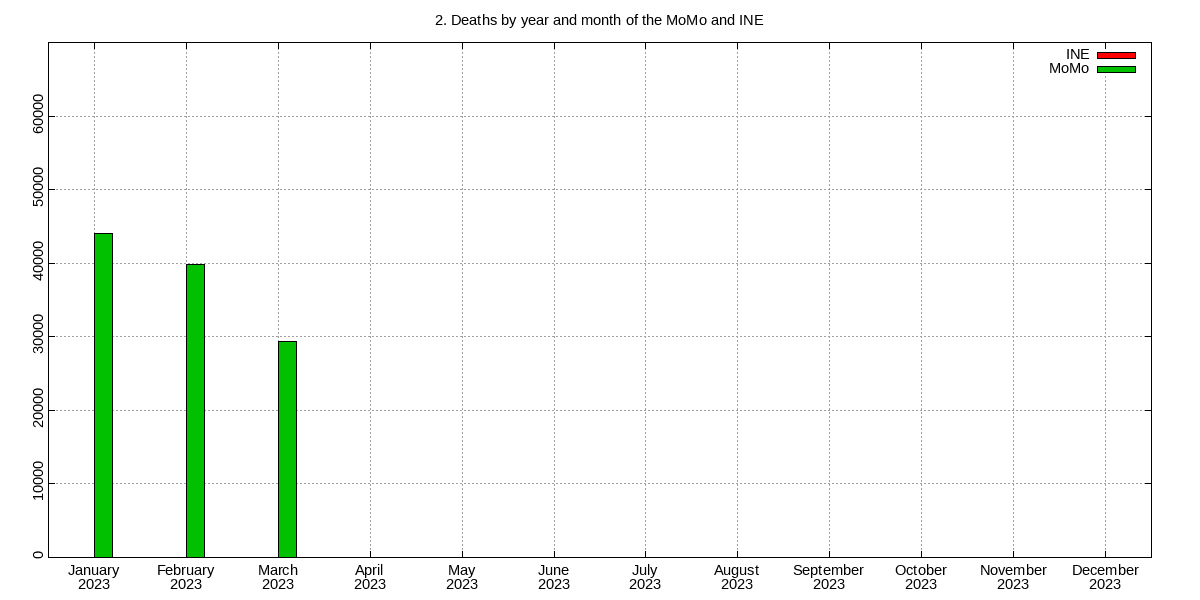 2. Deaths by year and month of the MoMo and INE
INE
MoMo
60000
50000
40000
30000
20000
10000
0
January February March April May June July August September October November December
2023 2023 2023 2023 2023 2023 2023 2023 2023 2023 2023 2023